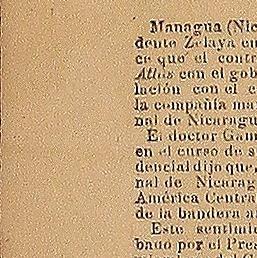 Managua (Nic
dente Zelaya en
ce que el contr
Atlas con el gob
lación con el c
la compañía ma
nal de Nicaragu
El doctor Gam
en el curso de s
dencial dijo que,
nal de Nicarag
América Centra
de la bandera a
Este sentimie
bado por el Pres